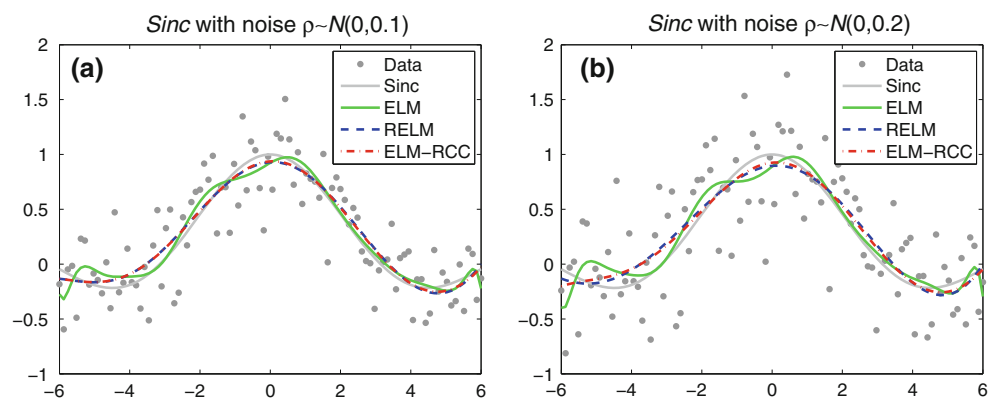 Sinc with noise ρ~N(0,0.1)
2
1.5
1
0.5
0
−0.5
−1
−6
−4
−2
0
2
4
6
(a)
Data
Sinc
ELM
RELM
ELM−RCC
Sinc with noise ρ~N(0,0.2)
2
1.5
1
0.5
0
−0.5
−1
−6
−4
−2
0
2
4
6
(b)
Data
Sinc
ELM
RELM
ELM−RCC